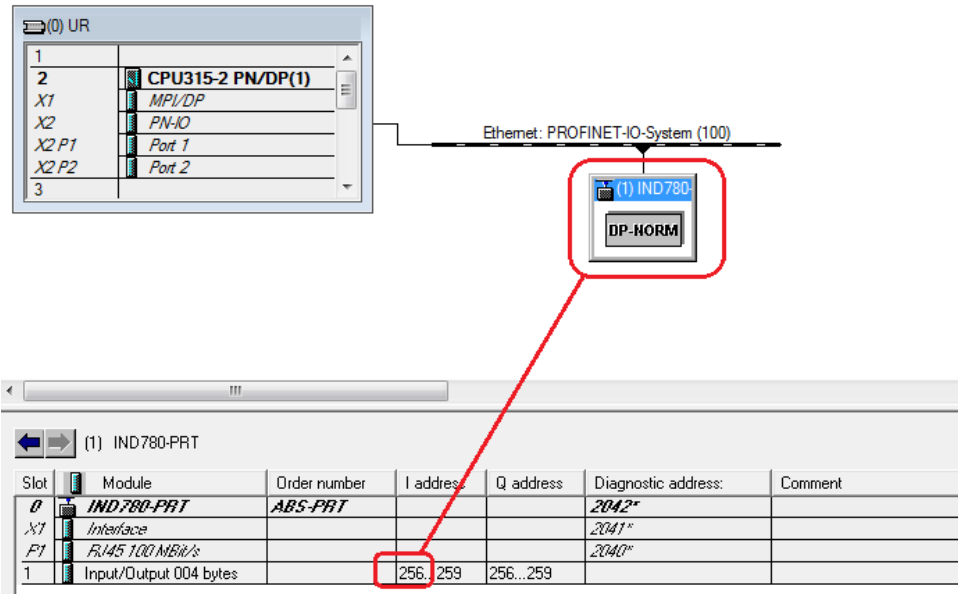 (0) UR
1
2 CPU315-2 PN/DP(1)
X1 MPI/DP
X2 PN-IO
X2 P1 Port 1
X2 P2 Port 2
3
Ethernet: PROFINET-IO-System (100)
(1) IND780-
DP-NORM
(1) IND780-PRT
Slot Module Order number I address Q address Diagnostic address: Comment
0 IND780-PRT ABS-PRT 2042*
X1 Interface 2041*
P1 RJ45 100 MBit/s 2040*
1 Input/Output 004 bytes 256...259 256...259